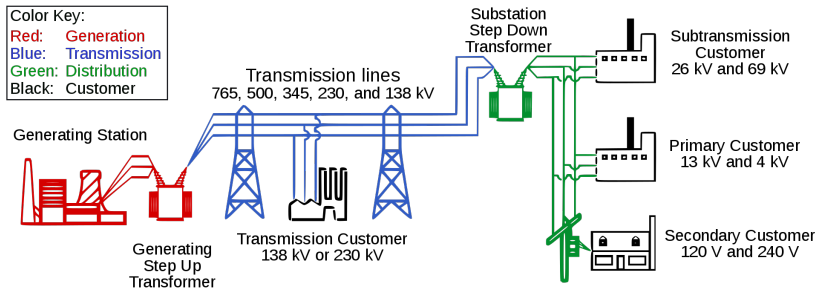 Color Key:
Red: Generation
Blue: Transmission
Green: Distribution
Black: Customer
Generating Station
Generating
Step Up
Transformer
Transmission lines
765, 500, 345, 230, and 138 kV
Transmission Customer
138 kV or 230 kV
Substation
Step Down
Transformer
Subtransmission
Customer
26 kV and 69 kV
Primary Customer
13 kV and 4 kV
Secondary Customer
120 V and 240 V